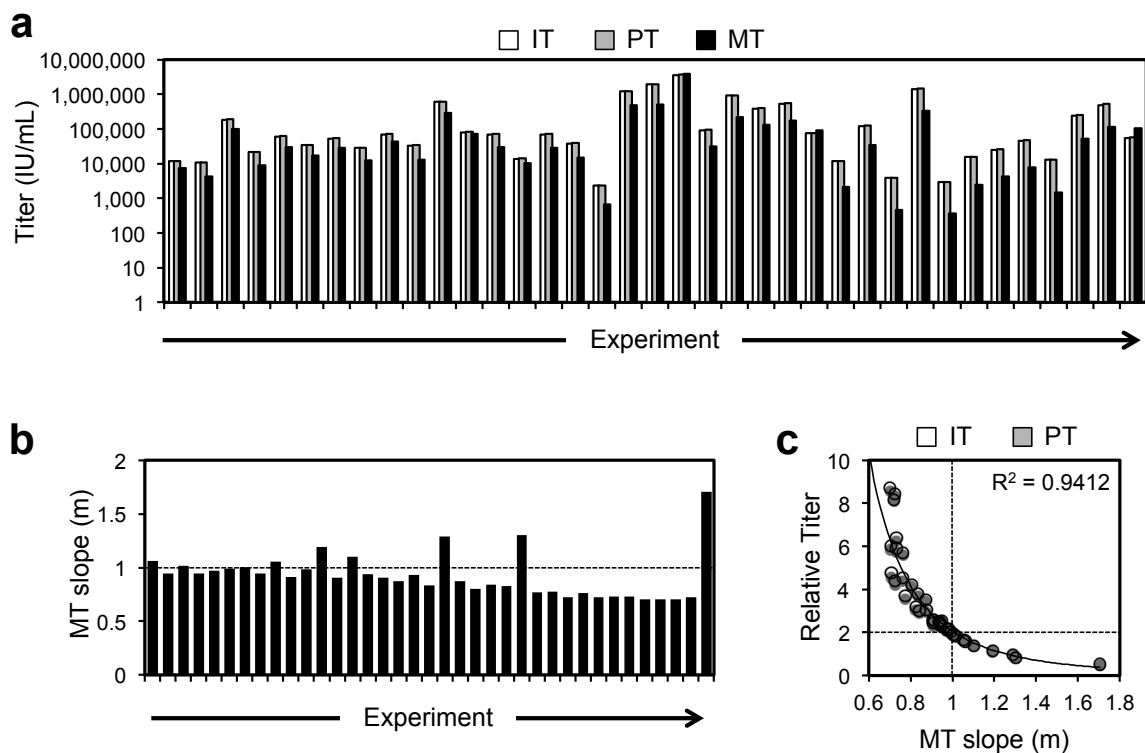 a
IT PT MT
Titer (IU/mL)
10,000,000
1,000,000
100,000
10,000
1,000
100
10
1
Experiment
b
MT slope (m)
2
1.5
1
0.5
0
Experiment
c
IT PT
Relative Titer
10
8
6
4
2
0
R² = 0.9412
0.6 0.8 1 1.2 1.4 1.6 1.8
MT slope (m)